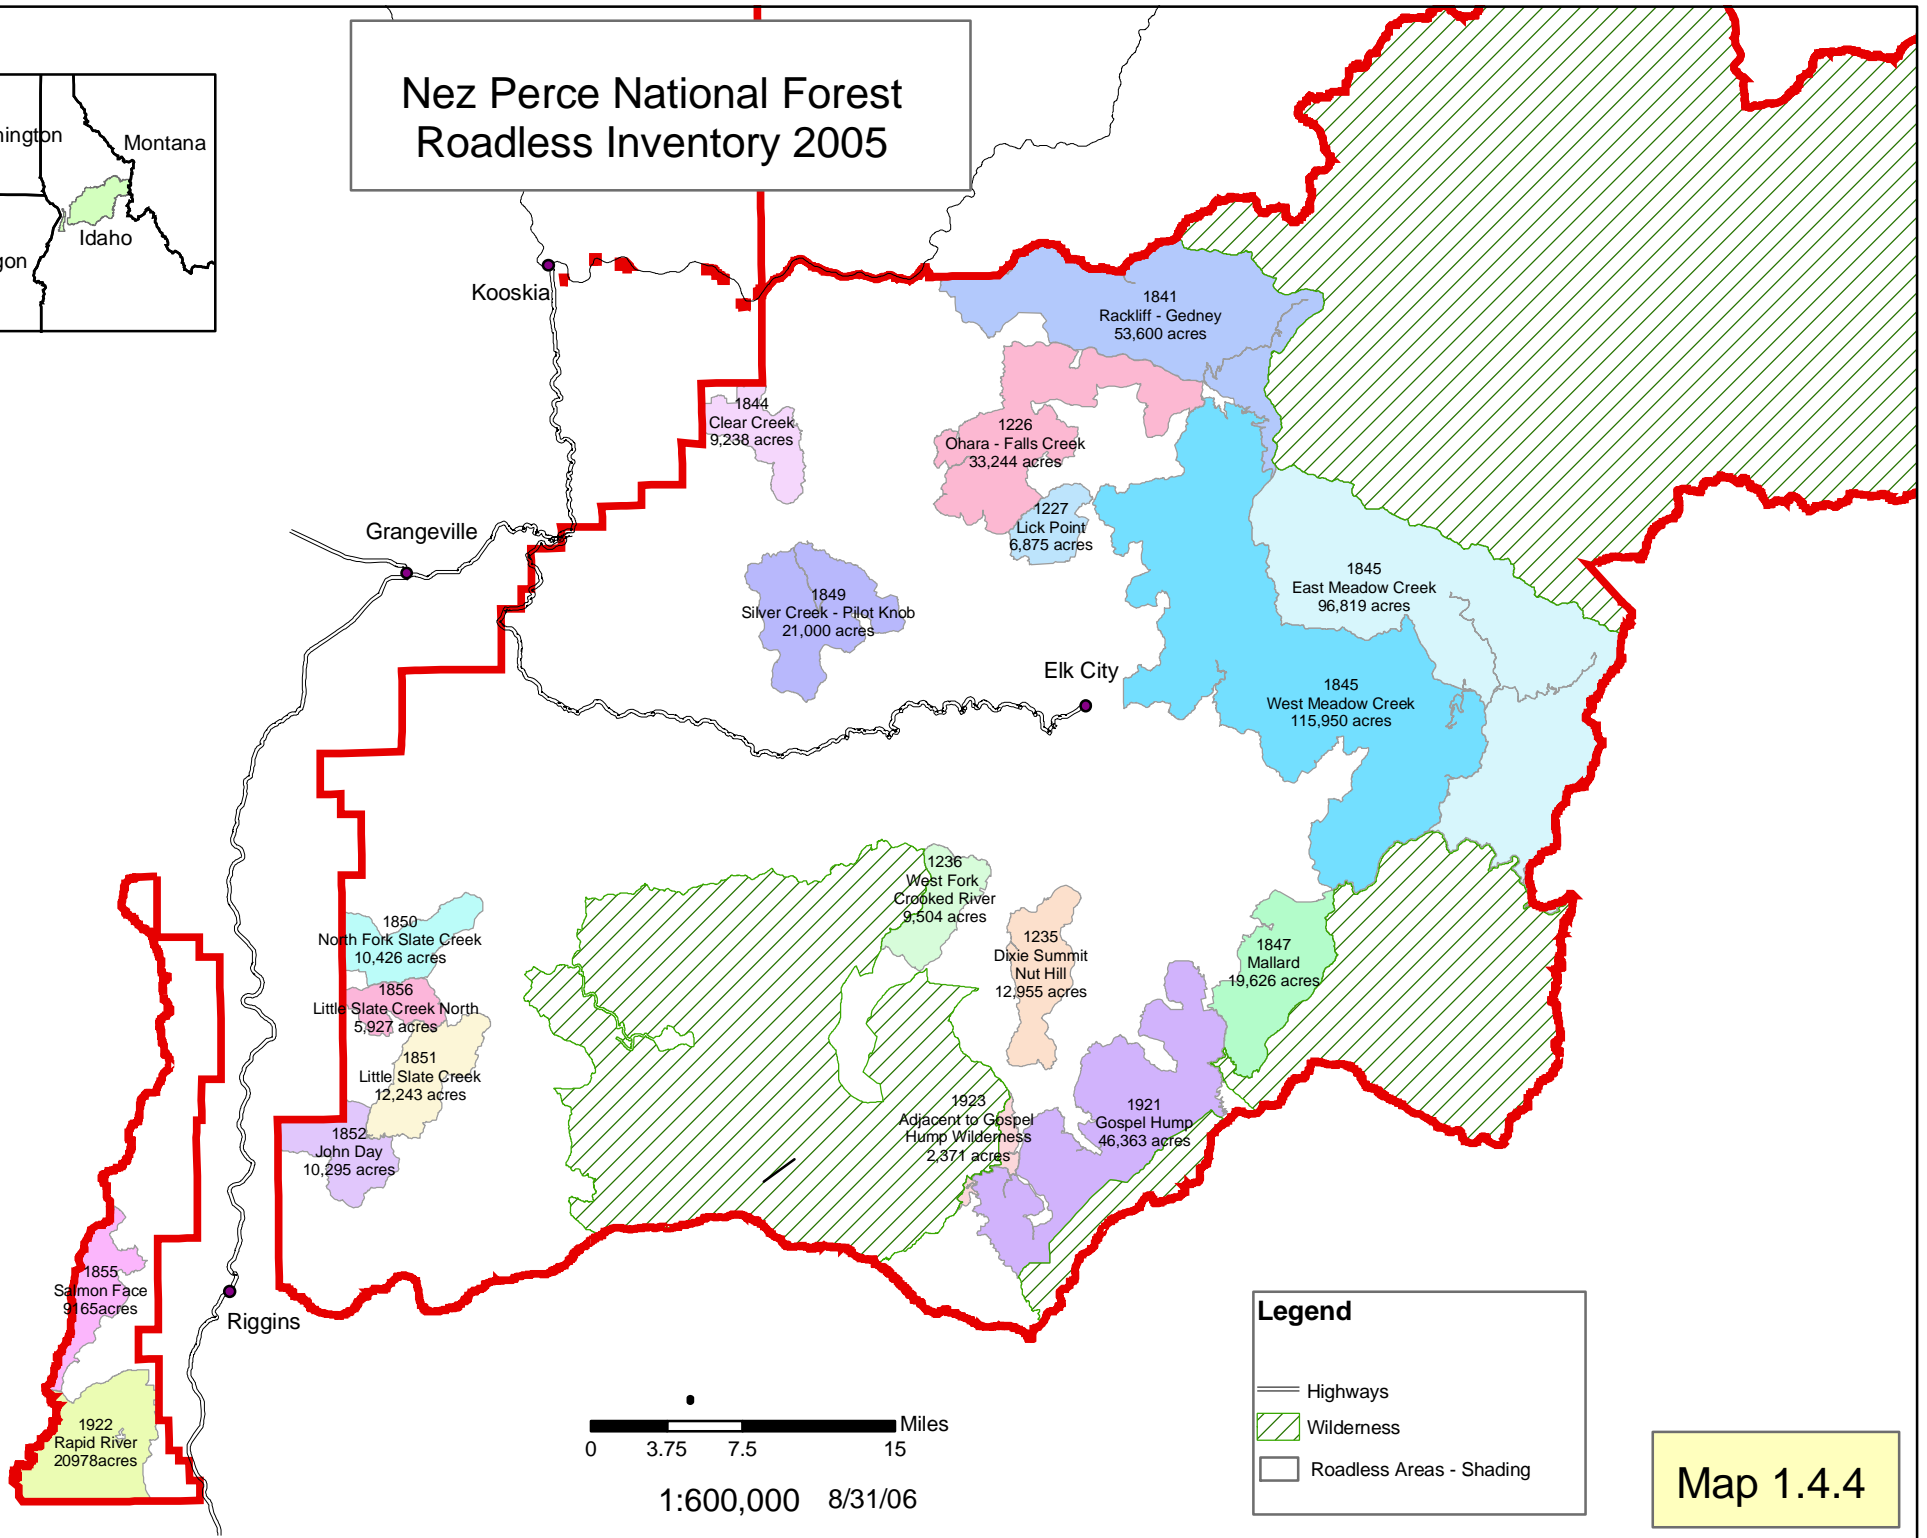 Nez Perce National Forest
Roadless Inventory 2005
Montana
Idaho
Kooskia
Grangeville
Elk City
Riggins
1841
Rackliff - Gedney
53,600 acres
1844
Clear Creek
9,238 acres
1226
Ohara - Falls Creek
33,244 acres
1227
Lick Point
6,875 acres
1845
East Meadow Creek
96,819 acres
1849
Silver Creek - Pilot Knob
21,000 acres
1845
West Meadow Creek
115,950 acres
1236
West Fork
Crooked River
9,504 acres
1850
North Fork Slate Creek
10,426 acres
1235
Dixie Summit
Nut Hill
12,955 acres
1847
Mallard
19,626 acres
1856
Little Slate Creek North
5,927 acres
1851
Little Slate Creek
12,243 acres
1923
Adjacent to Gospel
Hump Wilderness
2,371 acres
1921
Gospel Hump
46,363 acres
1852
John Day
10,295 acres
1855
Salmon Face
9165acres
1922
Rapid River
20978acres
Miles
0 3.75 7.5 15
1:600,000 8/31/06
Legend
Highways
Wilderness
Roadless Areas - Shading
Map 1.4.4